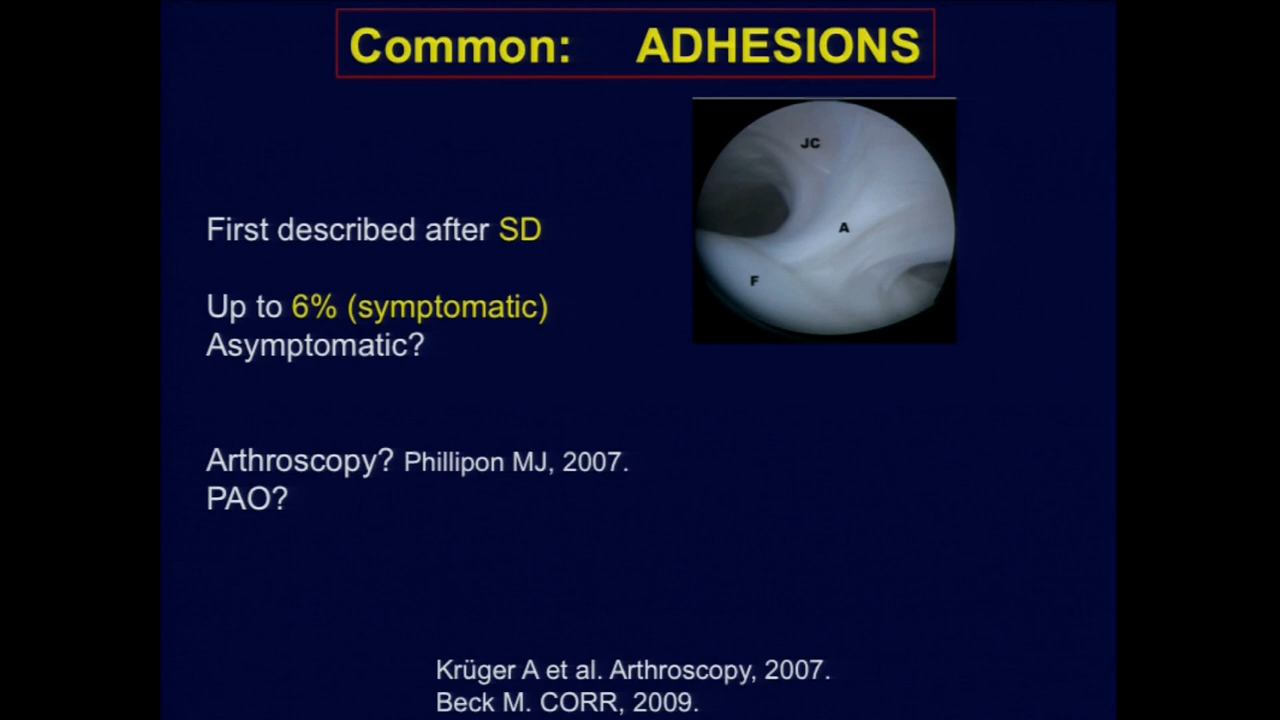 Common: ADHESIONS
JC
A
F
First described after SD
Up to 6% (symptomatic)
Asymptomatic?
Arthroscopy? Phillipon MJ, 2007.
PAO?
Krüger A et al. Arthroscopy, 2007.
Beck M. CORR, 2009.